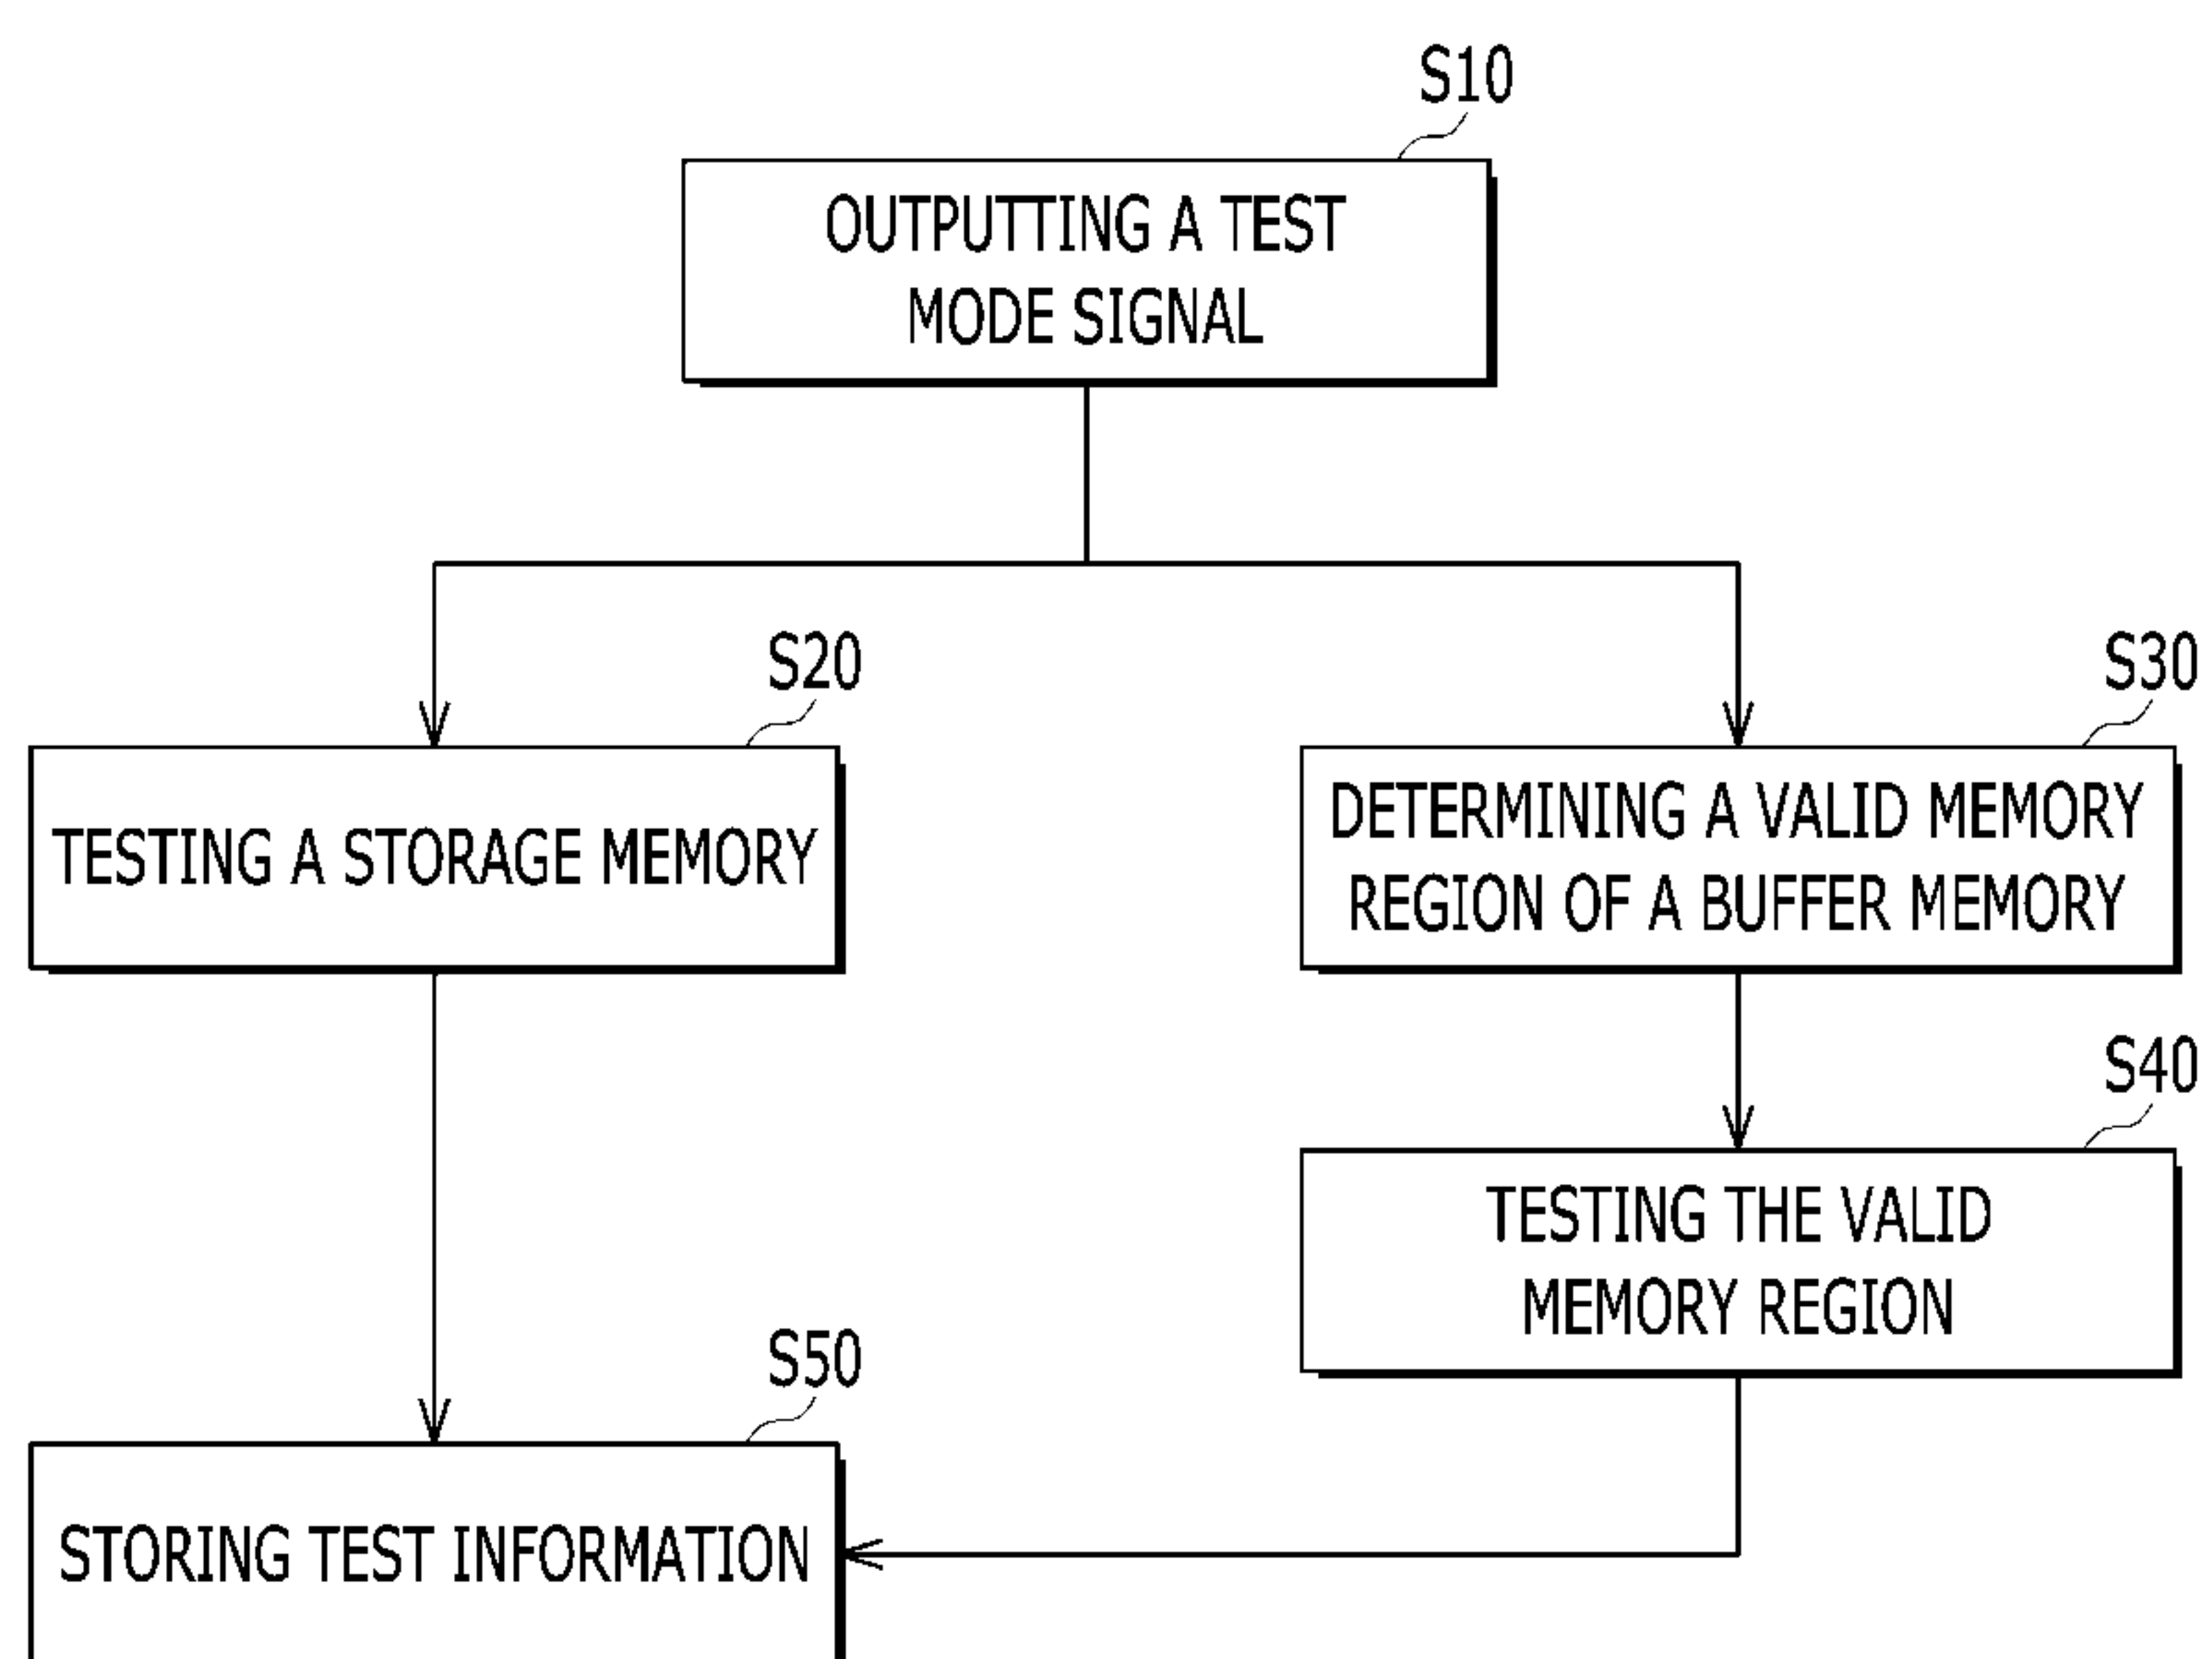 S10
OUTPUTTING A TEST
MODE SIGNAL
S20
TESTING A STORAGE MEMORY
S30
DETERMINING A VALID MEMORY
REGION OF A BUFFER MEMORY
S40
TESTING THE VALID
MEMORY REGION
S50
STORING TEST INFORMATION